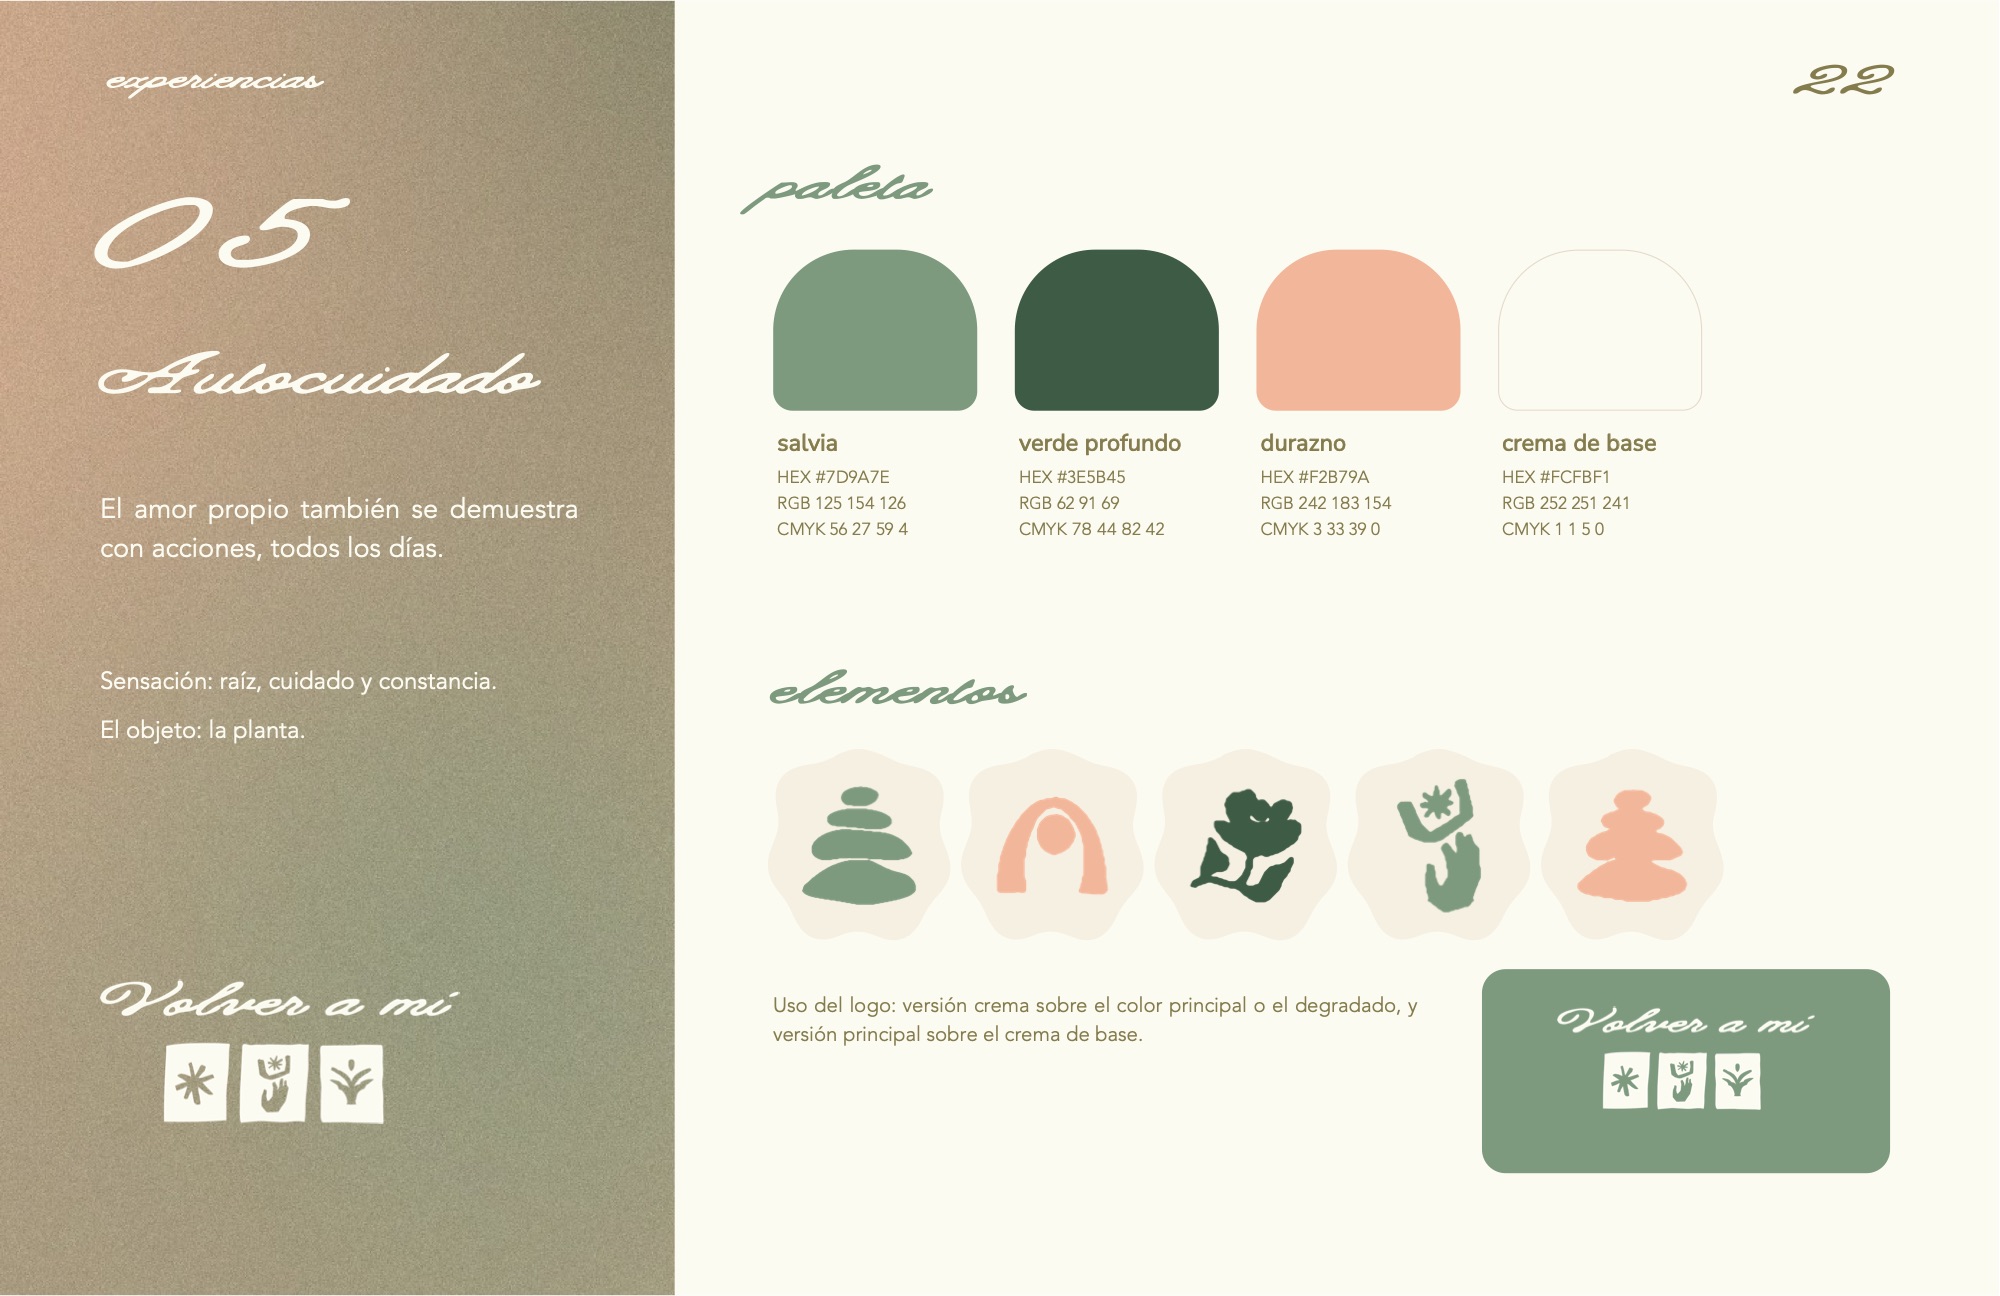 experiencias
22
05
Autocuidado
El amor propio también se demuestra
con acciones, todos los días.
Sensación: raíz, cuidado y constancia.
El objeto: la planta.
Volver a mí
paleta
salvia
HEX #7D9A7E
RGB 125 154 126
CMYK 56 27 59 4
verde profundo
HEX #3E5B45
RGB 62 91 69
CMYK 78 44 82 42
durazno
HEX #F2B79A
RGB 242 183 154
CMYK 3 33 39 0
crema de base
HEX #FCFBF1
RGB 252 251 241
CMYK 1 1 5 0
elementos
Uso del logo: versión crema sobre el color principal o el degradado, y
versión principal sobre el crema de base.
Volver a mí